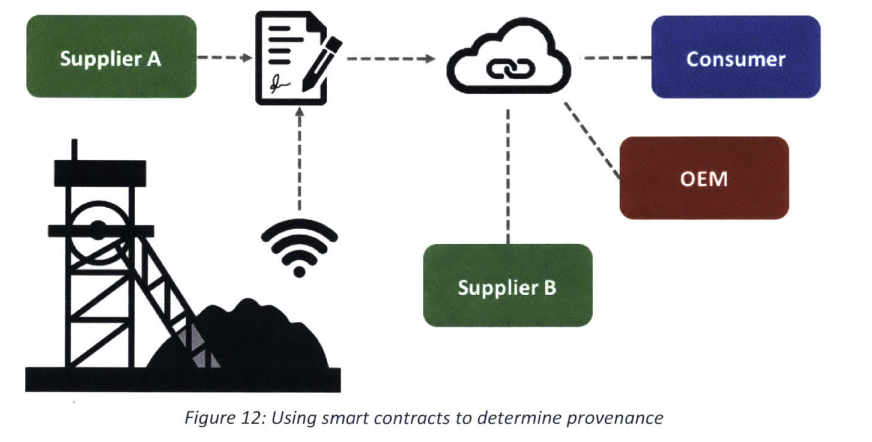 Supplier A
Consumer
OEM
Supplier B
Figure 12: Using smart contracts to determine provenance